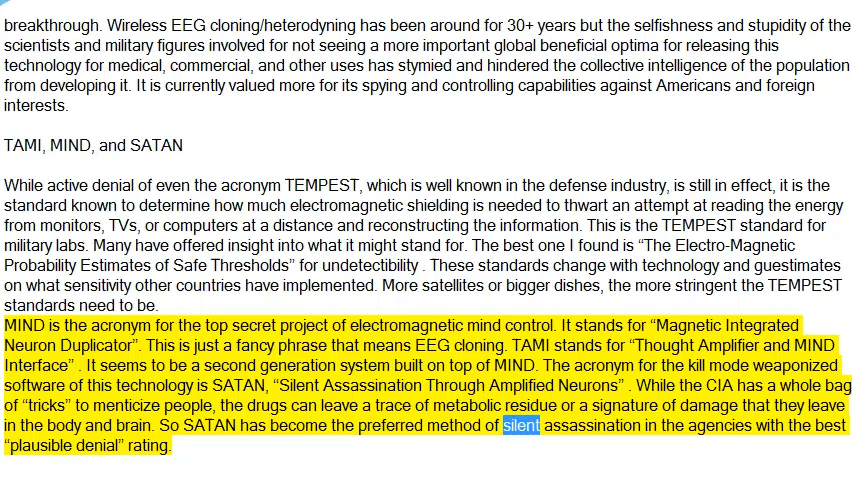 breakthrough. Wireless EEG cloning/heterodyning has been around for 30+ years but the selfishness and stupidity of the
scientists and military figures involved for not seeing a more important global beneficial optima for releasing this
technology for medical, commercial, and other uses has stymied and hindered the collective intelligence of the population
from developing it. It is currently valued more for its spying and controlling capabilities against Americans and foreign
interests.
TAMI, MIND, and SATAN
While active denial of even the acronym TEMPEST, which is well known in the defense industry, is still in effect, it is the
standard known to determine how much electromagnetic shielding is needed to thwart an attempt at reading the energy
from monitors, TVs, or computers at a distance and reconstructing the information. This is the TEMPEST standard for
military labs. Many have offered insight into what it might stand for. The best one I found is “The Electro-Magnetic
Probability Estimates of Safe Thresholds” for undetectibility . These standards change with technology and guestimates
on what sensitivity other countries have implemented. More satellites or bigger dishes, the more stringent the TEMPEST
standards need to be.
MIND is the acronym for the top secret project of electromagnetic mind control. It stands for “Magnetic Integrated
Neuron Duplicator”. This is just a fancy phrase that means EEG cloning. TAMI stands for “Thought Amplifier and MIND
Interface” . It seems to be a second generation system built on top of MIND. The acronym for the kill mode weaponized
software of this technology is SATAN, “Silent Assassination Through Amplified Neurons” . While the CIA has a whole bag
of “tricks” to menticize people, the drugs can leave a trace of metabolic residue or a signature of damage that they leave
in the body and brain. So SATAN has become the preferred method of silent assassination in the agencies with the best
“plausible denial” rating.